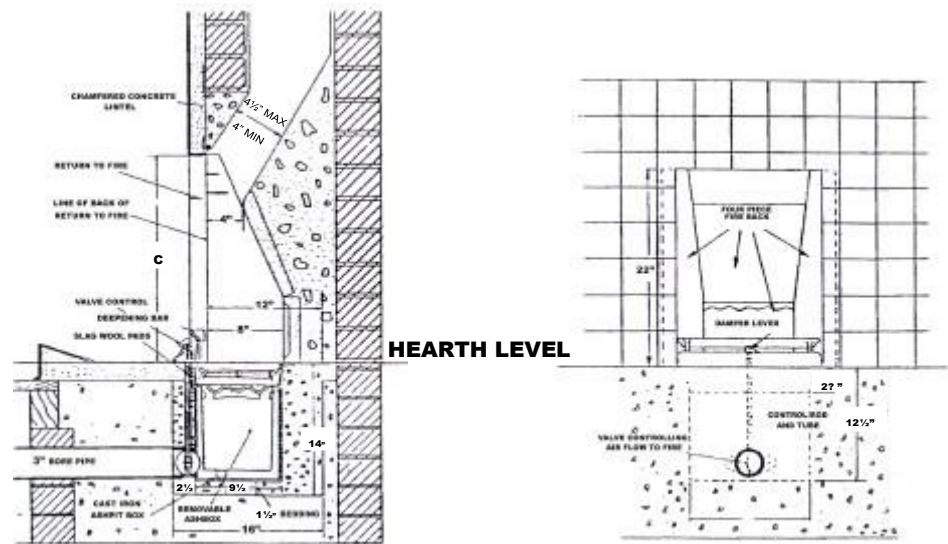 CHAMFERED CONCRETE
LINTEL
4½" MAX
4" MIN
RETURN TO FIRE
LINE OF BACK OF
RETURN TO FIRE
4"
C
12"
VALVE CONTROL
DEEPENING BAR
8"
SLAG WOOL PADS
HEARTH LEVEL
14"
3" BORE PIPE
2½
9½
CAST IRON
ASHPIT BOX
REMOVABLE
ASHBOX
1½" BEDDING
16"
FOUR PIECE
FIRE BACK
22"
DAMPER LEVER
2? "
CONTROL ROD
AND TUBE
12½"
VALVE CONTROLLING
AIR FLOW TO FIRE